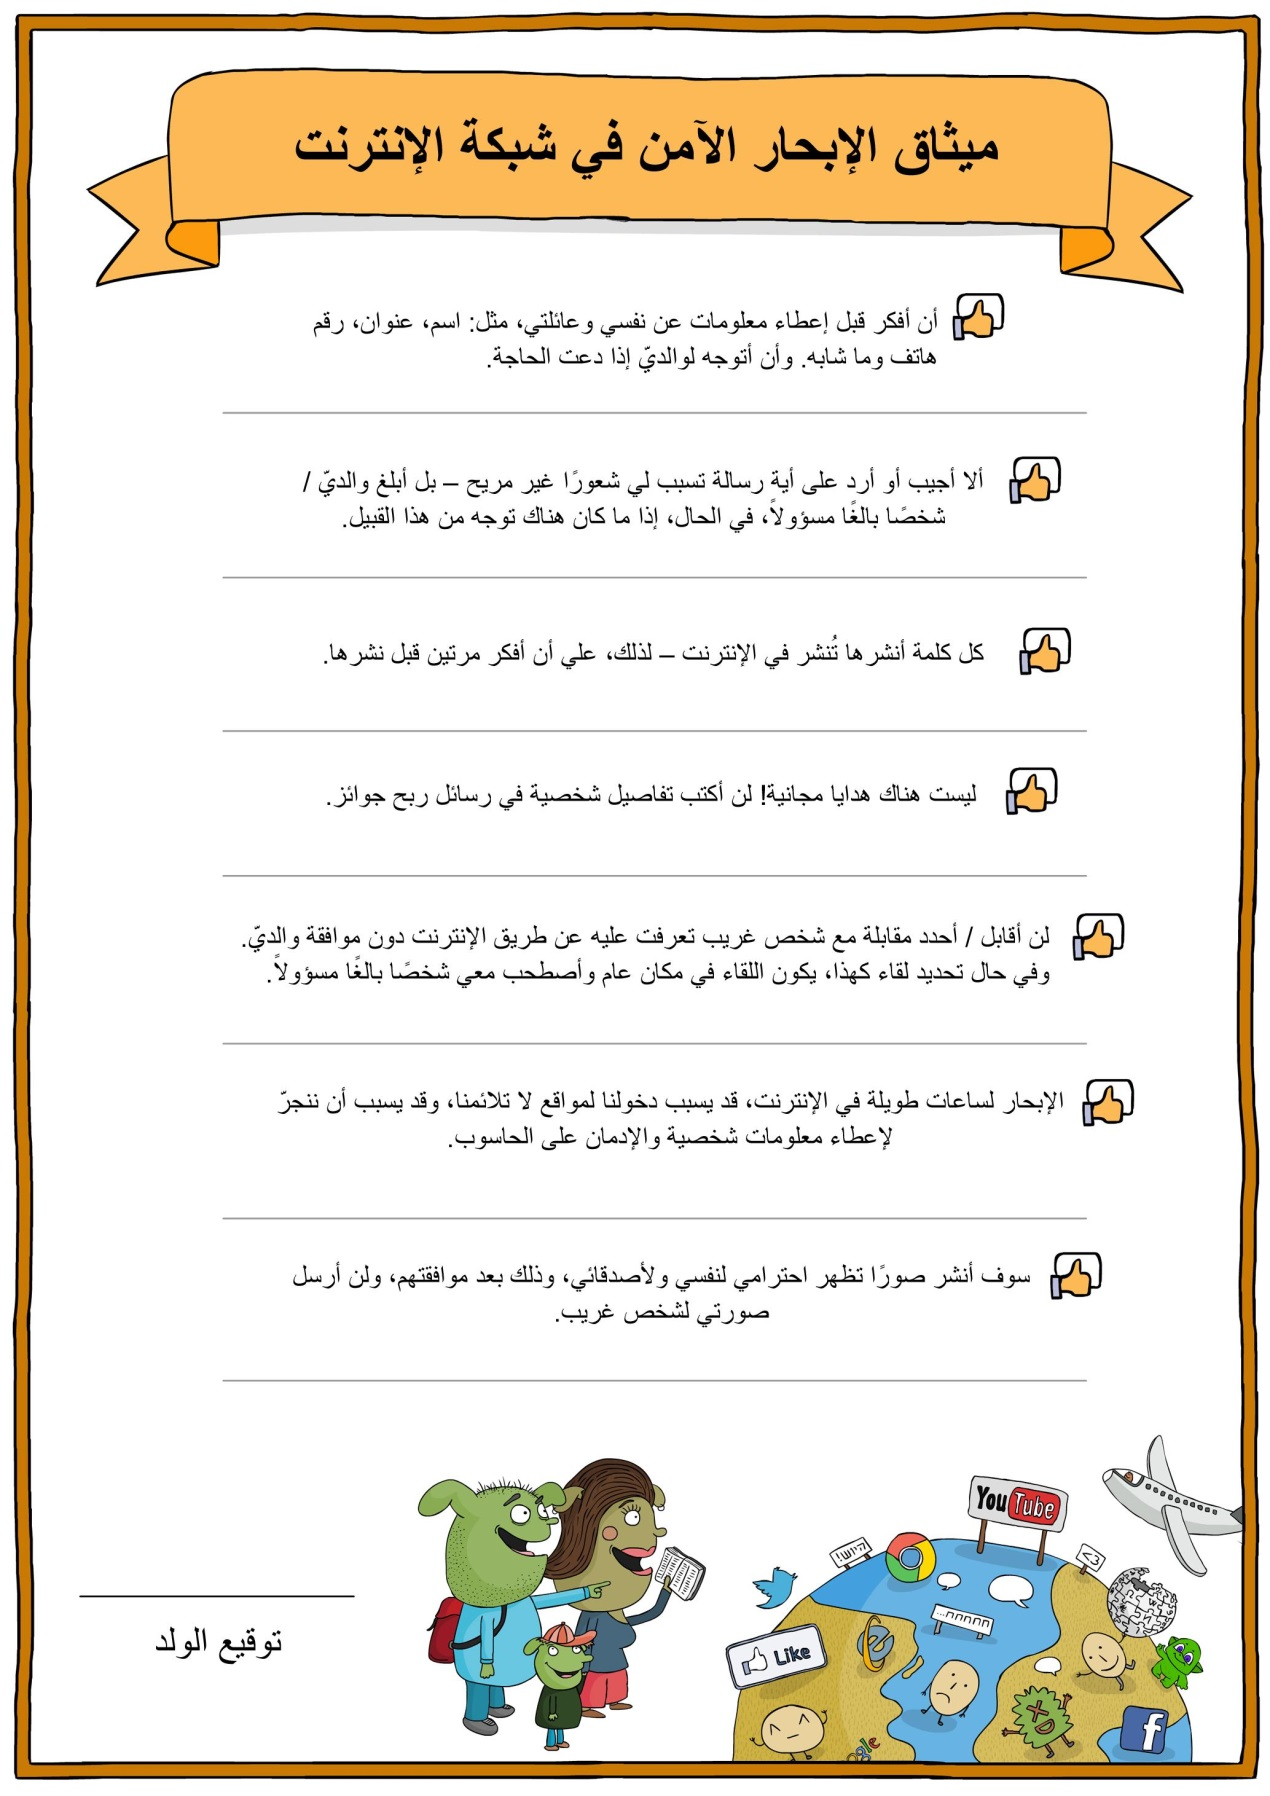 ميثاق الإبحار الآمن في شبكة الإنترنت
أن أفكر قبل إعطاء معلومات عن نفسي وعائلتي، مثل: اسم، عنوان، رقم
هاتف وما شابه. وأن أتوجه لوالديّ إذا دعت الحاجة.
ألا أجيب أو أرد على أية رسالة تسبب لي شعورًا غير مريح – بل أبلغ والديّ /
شخصًا بالغًا مسؤولاً، في الحال، إذا ما كان هناك توجه من هذا القبيل.
كل كلمة أنشرها تُنشر في الإنترنت – لذلك، علي أن أفكر مرتين قبل نشرها.
ليست هناك هدايا مجانية! لن أكتب تفاصيل شخصية في رسائل ربح جوائز.
لن أقابل / أحدد مقابلة مع شخص غريب تعرفت عليه عن طريق الإنترنت دون موافقة والديّ.
وفي حال تحديد لقاء كهذا، يكون اللقاء في مكان عام وأصطحب معي شخصًا بالغًا مسؤولاً.
الإبحار لساعات طويلة في الإنترنت، قد يسبب دخولنا لمواقع لا تلائمنا، وقد يسبب أن ننجرّ
لإعطاء معلومات شخصية والإدمان على الحاسوب.
سوف أنشر صورًا تظهر احترامي لنفسي ولأصدقائي، وذلك بعد موافقتهم، ولن أرسل
صورتي لشخص غريب.
YouTube
היוש!
<3
חחחחח...
Like
XD
f
توقيع الولد